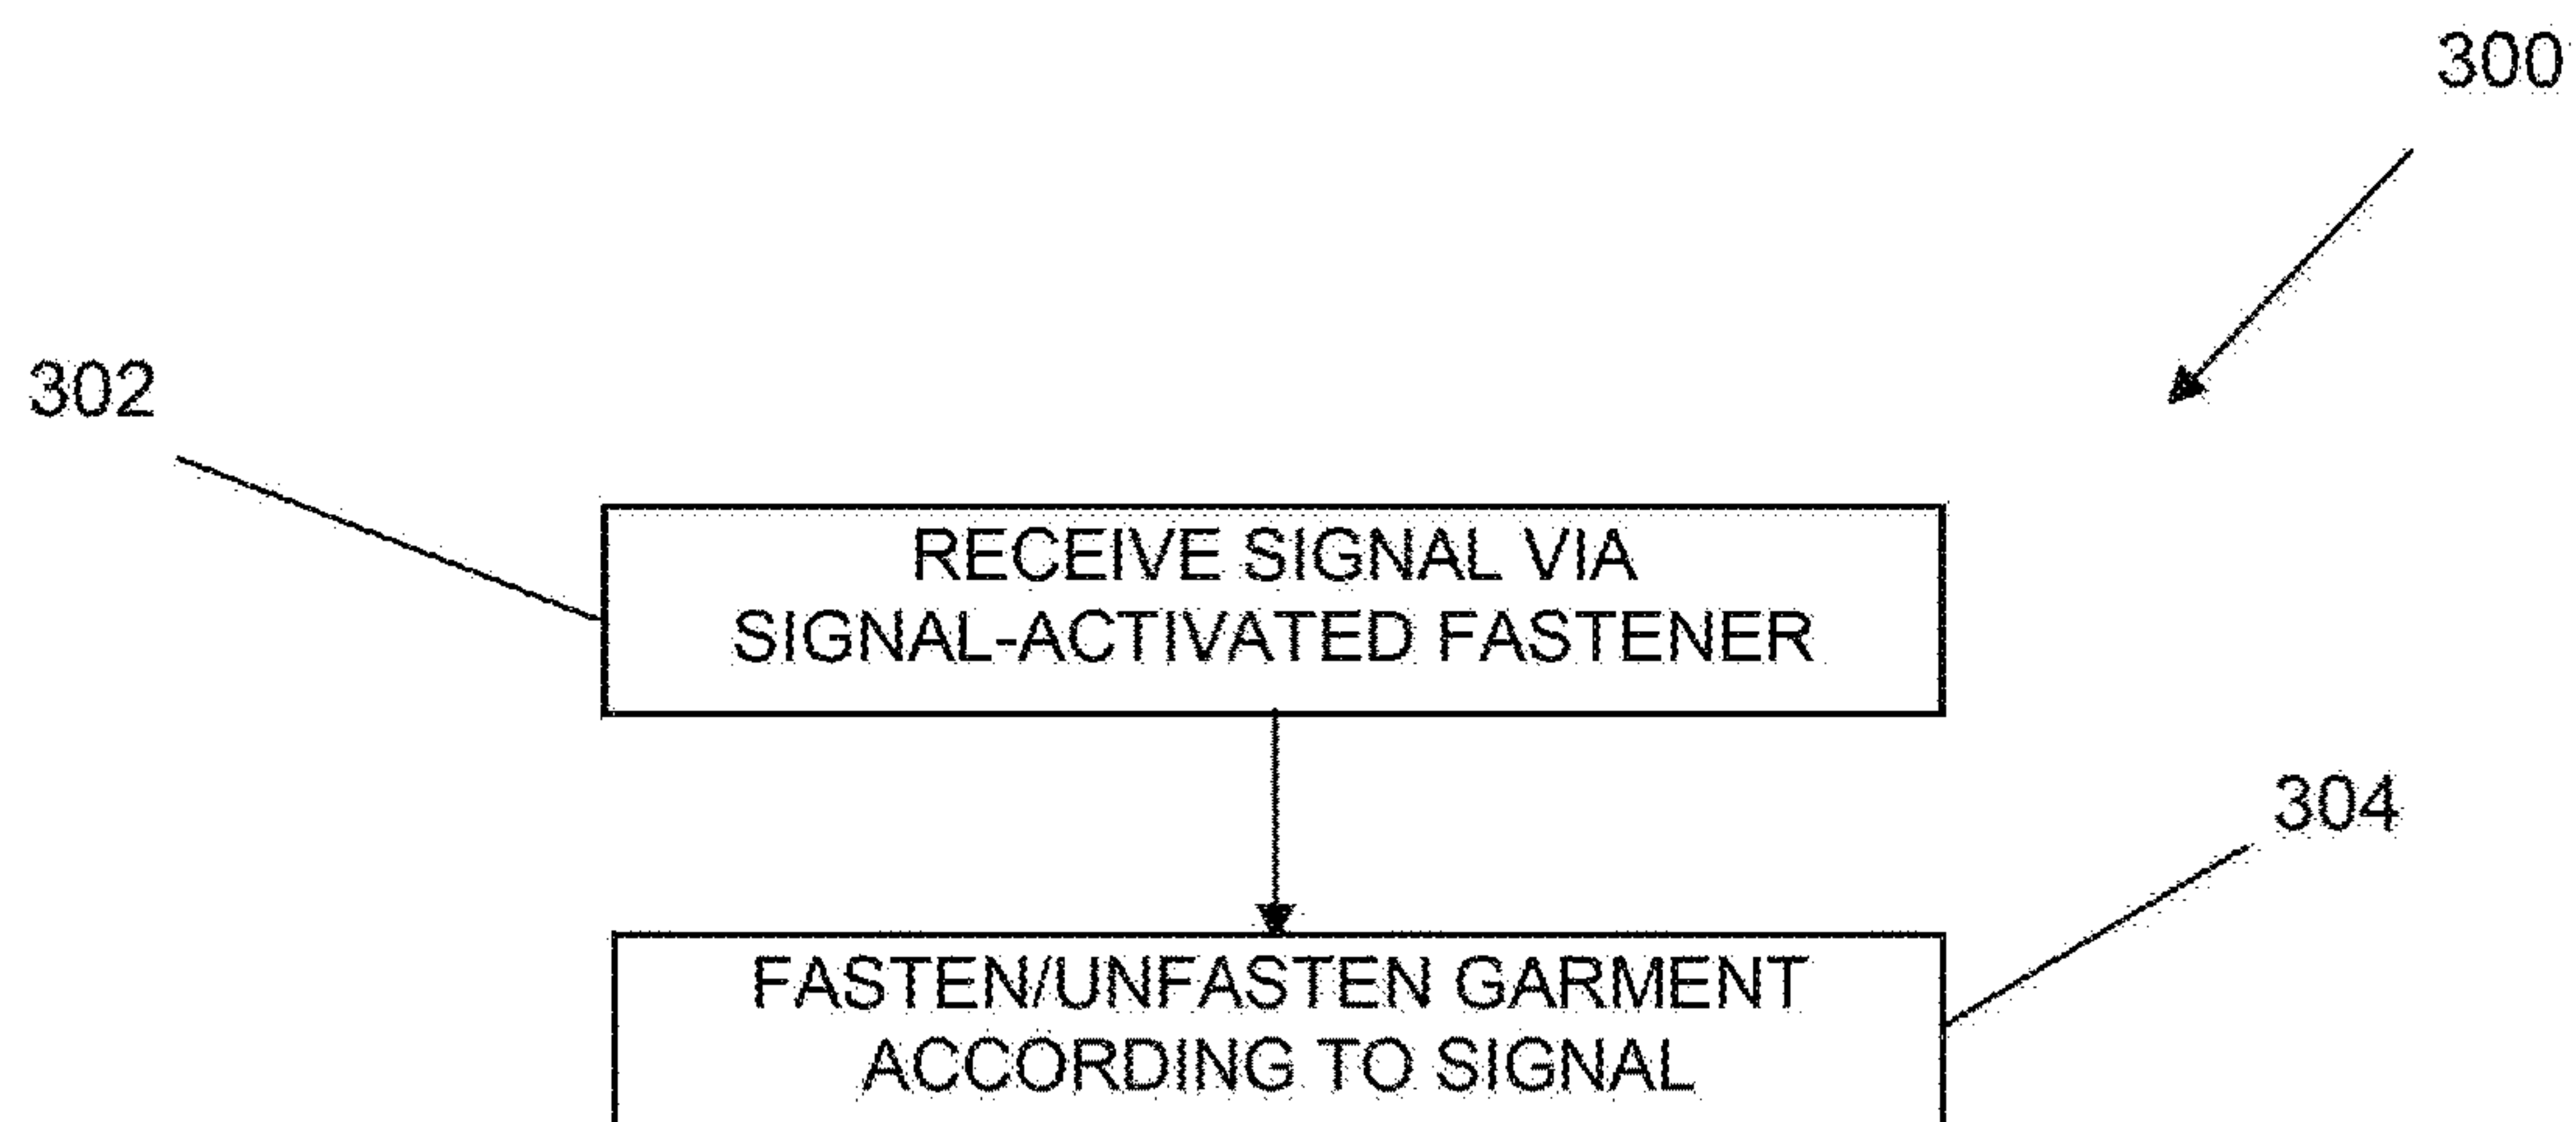 300
302
RECEIVE SIGNAL VIA
SIGNAL-ACTIVATED FASTENER
304
FASTEN/UNFASTEN GARMENT
ACCORDING TO SIGNAL